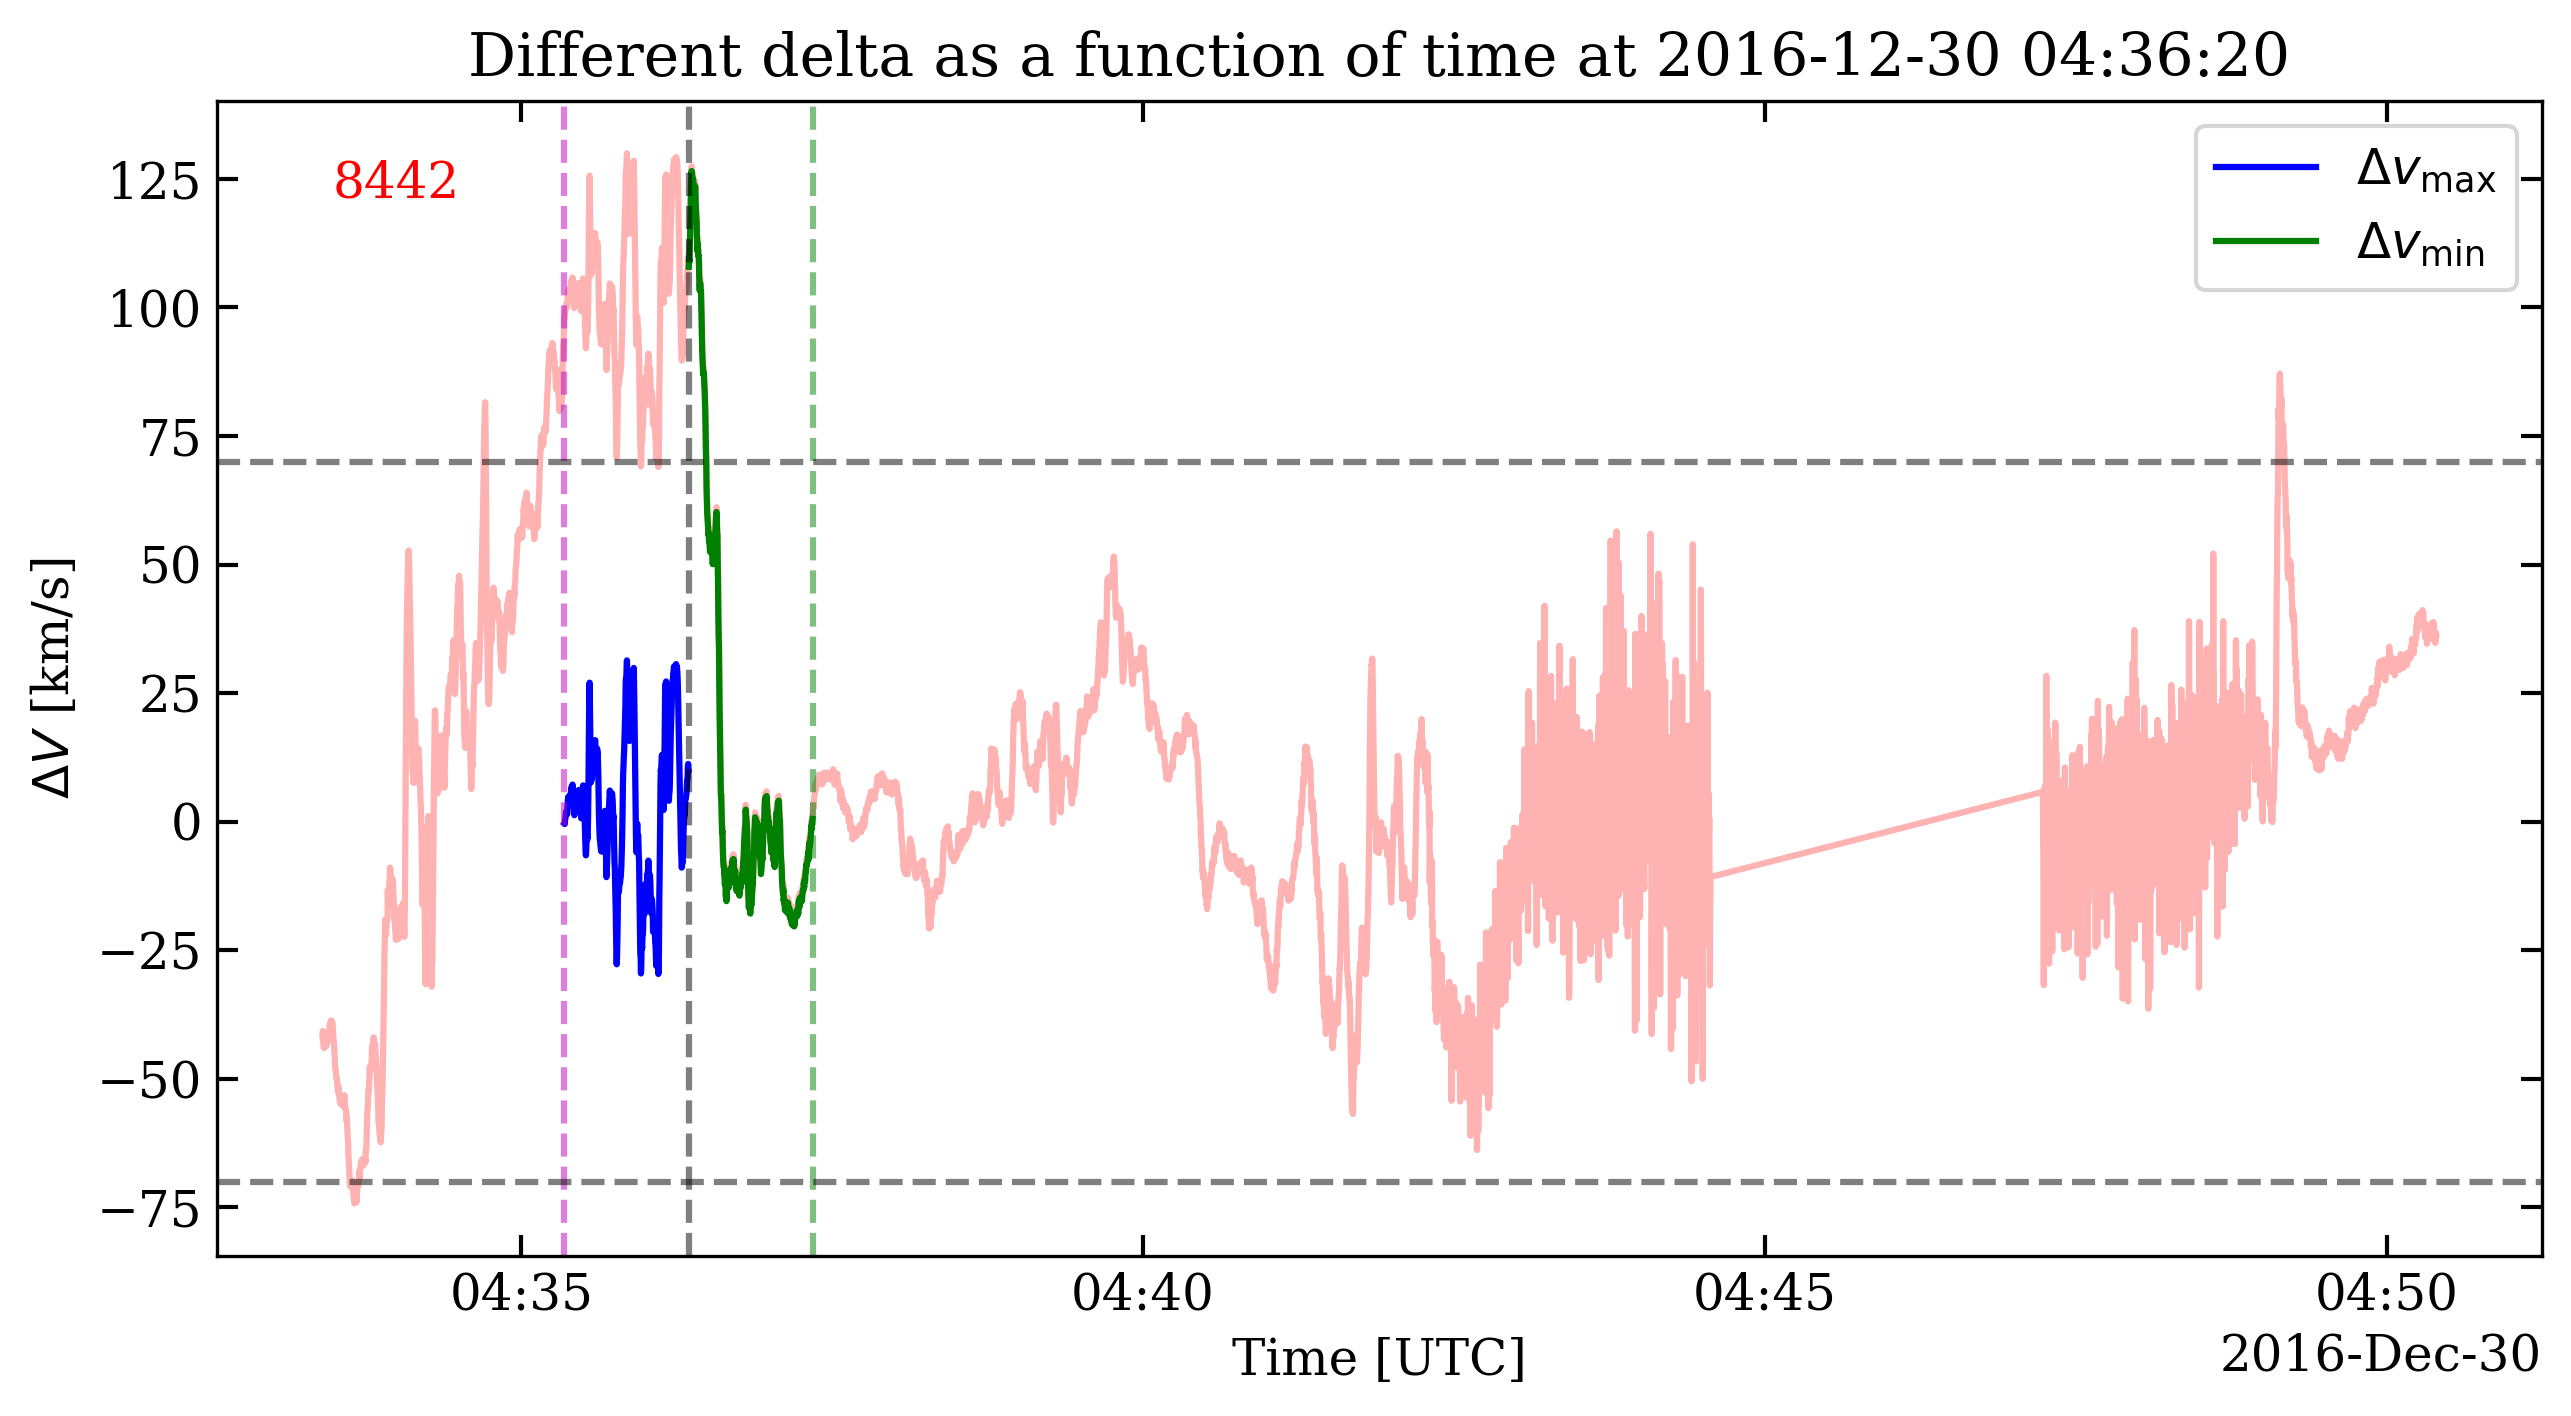 Different delta as a function of time at 2016-12-30 04:36:20
8442
Δv_max
Δv_min
125
100
75
50
25
0
−25
−50
−75
ΔV [km/s]
04:35 04:40 04:45 04:50
Time [UTC]
2016-Dec-30